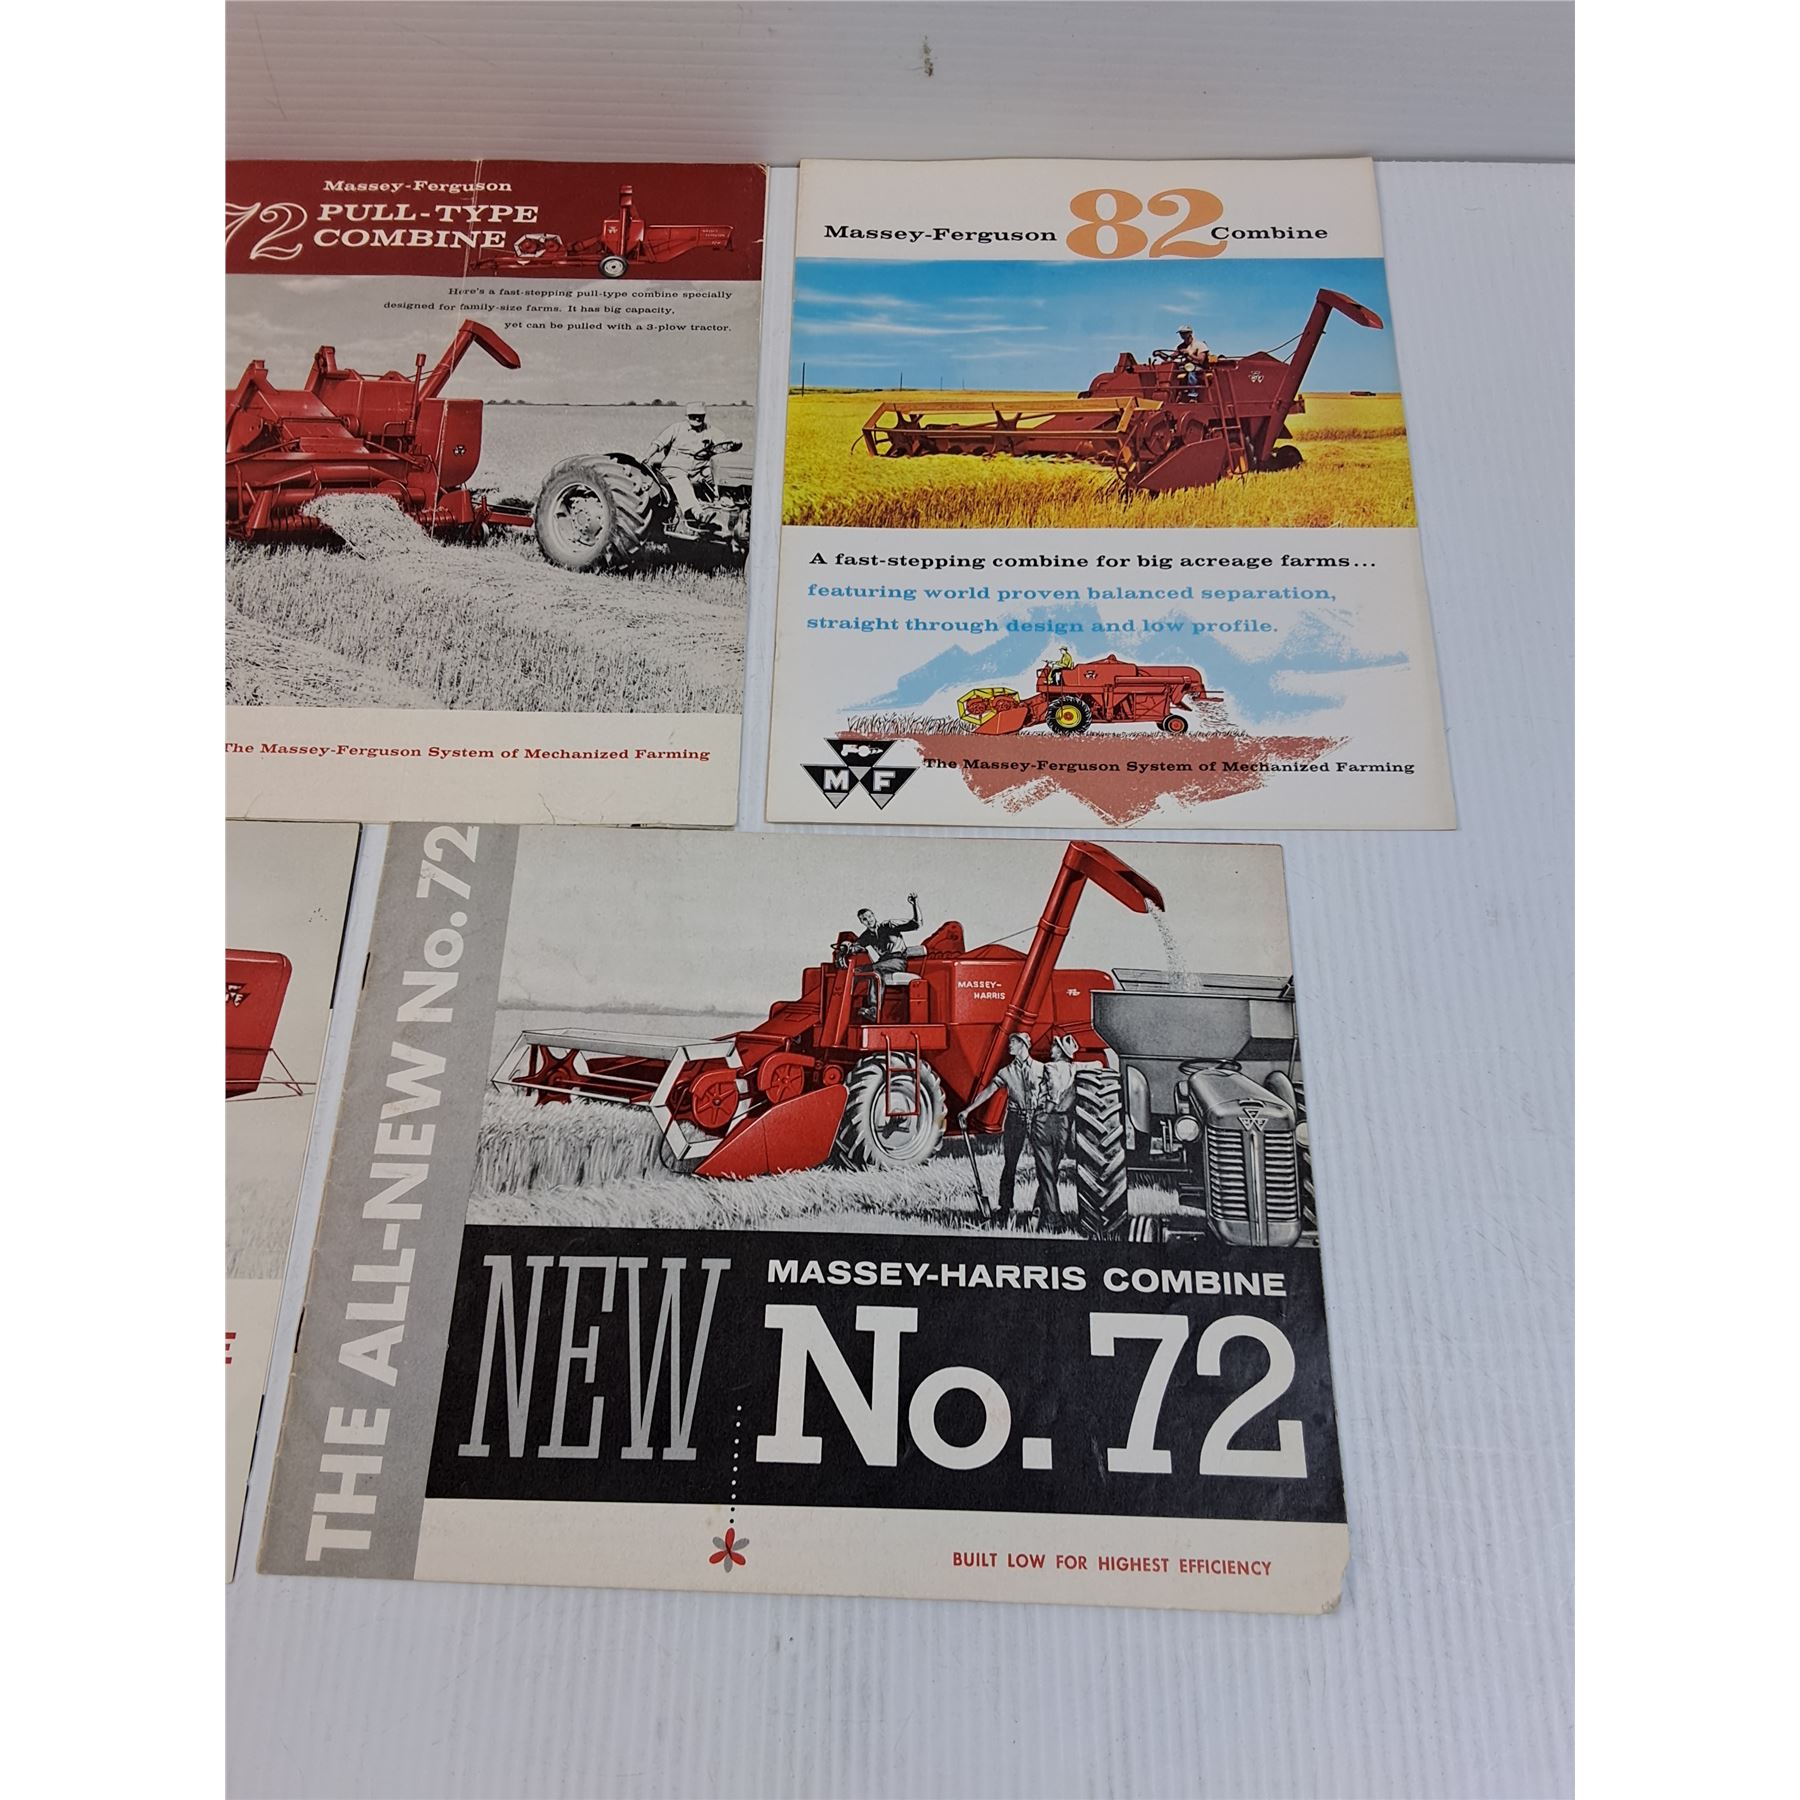 Massey-Ferguson
72 PULL-TYPE
COMBINE
Here's a fast-stepping pull-type combine specially
designed for family-size farms. It has big capacity,
yet can be pulled with a 3-plow tractor.
The Massey-Ferguson System of Mechanized Farming
Massey-Ferguson 82 Combine
A fast-stepping combine for big acreage farms...
featuring world proven balanced separation,
straight through design and low profile.
MF
The Massey-Ferguson System of Mechanized Farming
E
THE ALL-NEW No. 72
MASSEY-
HARRIS
72
NEW
MASSEY-HARRIS COMBINE
No. 72
BUILT LOW FOR HIGHEST EFFICIENCY